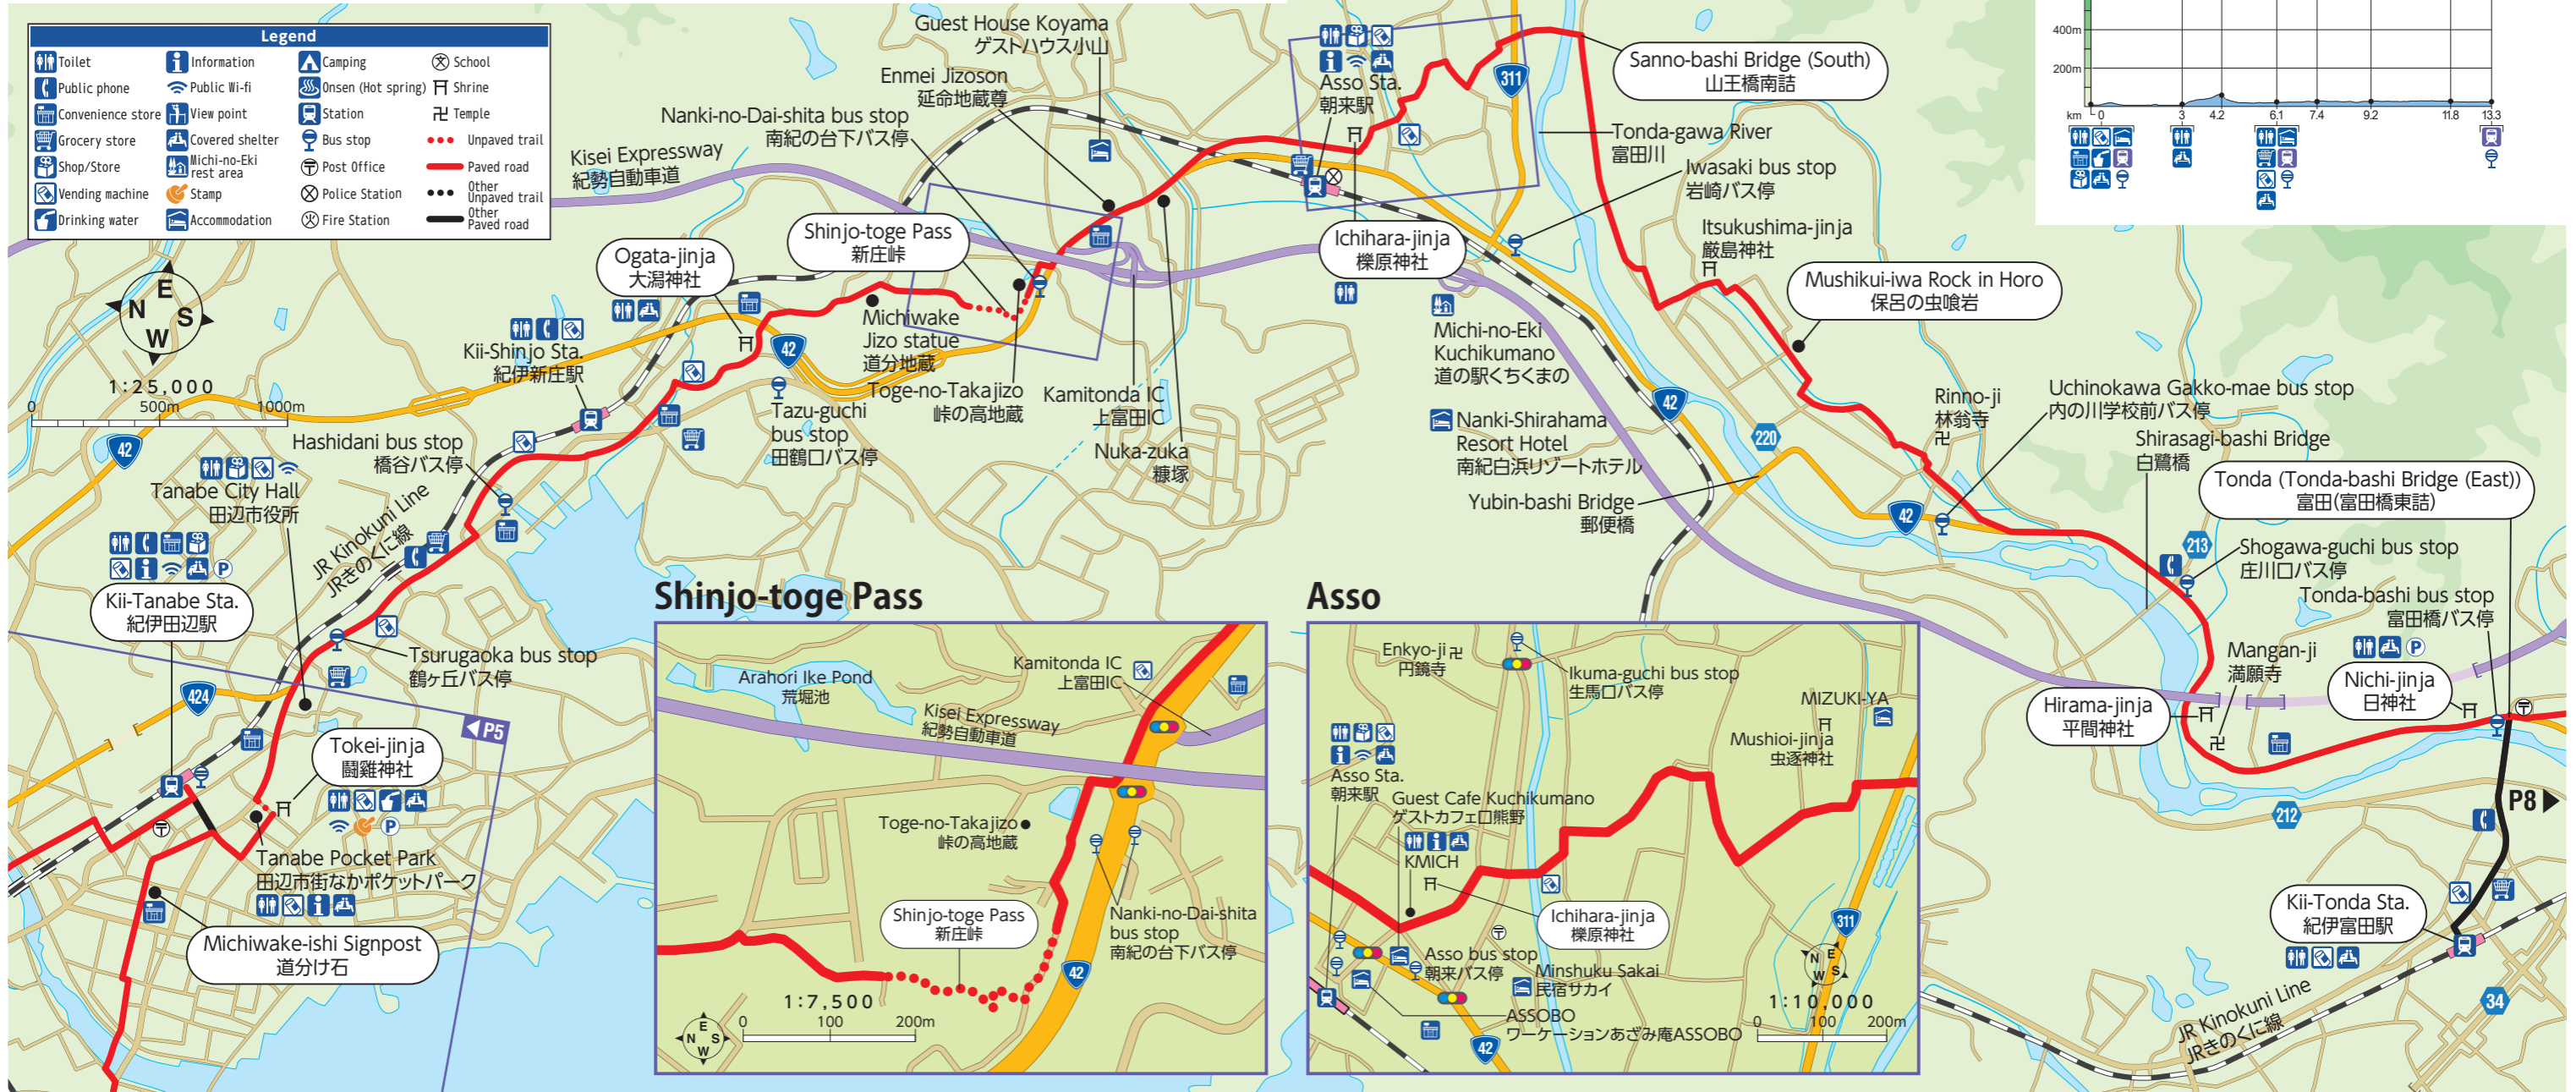 Legend
Toilet
Public phone
Convenience store
Grocery store
Shop/Store
Vending machine
Drinking water
Information
Public Wi-fi
View point
Covered shelter
Michi-no-Eki
rest area
Stamp
Accommodation
Camping
Onsen (Hot spring)
Station
Bus stop
Post Office
Police Station
Fire Station
School
Shrine
Temple
Unpaved trail
Paved road
Other
Unpaved trail
Other
Paved road
N E S W
1:25,000
0 500m 1000m
42
Kisei Expressway
紀勢自動車道
Guest House Koyama
ゲストハウス小山
Enmei Jizoson
延命地蔵尊
Nanki-no-Dai-shita bus stop
南紀の台下バス停
Shinjo-toge Pass
新庄峠
Ogata-jinja
大潟神社
Kii-Shinjo Sta.
紀伊新庄駅
42
Michiwake
Jizo statue
道分地蔵
Toge-no-Takajizo
峠の高地蔵
Tazu-guchi
bus stop
田鶴口バス停
Kamitonda IC
上富田IC
Nuka-zuka
糠塚
Hashidani bus stop
橋谷バス停
Tanabe City Hall
田辺市役所
JR Kinokuni Line
JRきのくに線
P
Kii-Tanabe Sta.
紀伊田辺駅
Tsurugaoka bus stop
鶴ヶ丘バス停
424
P5
Tokei-jinja
闘雞神社
P
Tanabe Pocket Park
田辺市街なかポケットパーク
Michiwake-ishi Signpost
道分け石
Asso Sta.
朝来駅
311
Sanno-bashi Bridge (South)
山王橋南詰
Tonda-gawa River
富田川
Iwasaki bus stop
岩崎バス停
Ichihara-jinja
櫟原神社
Itsukushima-jinja
厳島神社
Mushikui-iwa Rock in Horo
保呂の虫喰岩
Michi-no-Eki
Kuchikumano
道の駅くちくまの
42
Nanki-Shirahama
Resort Hotel
南紀白浜リゾートホテル
220
Yubin-bashi Bridge
郵便橋
Rinno-ji
林翁寺
Uchinokawa Gakko-mae bus stop
内の川学校前バス停
42
Shirasagi-bashi Bridge
白鷺橋
Tonda (Tonda-bashi Bridge (East))
富田(富田橋東詰)
213
Shogawa-guchi bus stop
庄川口バス停
Tonda-bashi bus stop
富田橋バス停
Mangan-ji
満願寺
P
Nichi-jinja
日神社
Hirama-jinja
平間神社
P8
212
Kii-Tonda Sta.
紀伊富田駅
34
JR Kinokuni Line
JRきのくに線
400m
200m
km 0 3 4.2 6.1 7.4 9.2 11.8 13.3
Shinjo-toge Pass
Arahori Ike Pond
荒堀池
Kamitonda IC
上富田IC
Kisei Expressway
紀勢自動車道
Toge-no-Takajizo
峠の高地蔵
Shinjo-toge Pass
新庄峠
Nanki-no-Dai-shita
bus stop
南紀の台下バス停
42
N E S W
1:7,500
0 100 200m
Asso
Enkyo-ji
円鏡寺
Ikuma-guchi bus stop
生馬口バス停
MIZUKI-YA
Mushioi-jinja
虫逐神社
Asso Sta.
朝来駅
Guest Cafe Kuchikumano
ゲストカフェ口熊野
KMICH
Ichihara-jinja
櫟原神社
311
Asso bus stop
朝来バス停
Minshuku Sakai
民宿サカイ
ASSOBO
ワーケーションあざみ庵ASSOBO
42
N E S W
1:10,000
0 100 200m